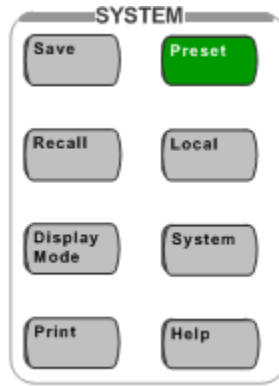 SYSTEM
Save
Preset
Recall
Local
Display
Mode
System
Print
Help